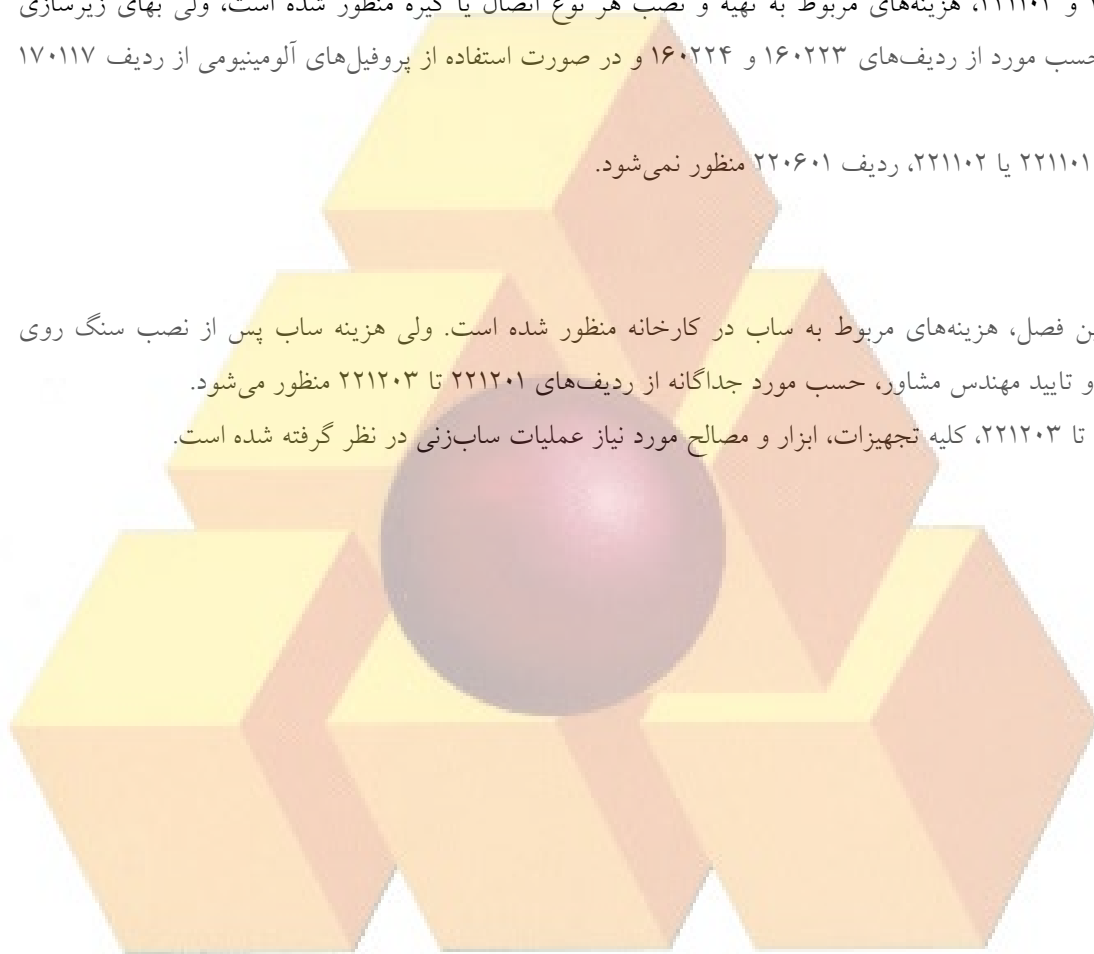 و ۲۲۱۱۰۲، هزینه‌های مربوط به تهیه و نصب هر نوع اتصال یا گیره منظور شده است، ولی بهای زیرسازی
حسب مورد از ردیف‌های ۱۶۰۲۲۳ و ۱۶۰۲۲۴ و در صورت استفاده از پروفیل‌های آلومینیومی از ردیف ۱۷۰۱۱۷
۲۲۱۱۰۱ یا ۲۲۱۱۰۲، ردیف ۲۲۰۶۰۱ منظور نمی‌شود.
ن فصل، هزینه‌های مربوط به ساب در کارخانه منظور شده است. ولی هزینه ساب پس از نصب سنگ روی
و تایید مهندس مشاور، حسب مورد جداگانه از ردیف‌های ۲۲۱۲۰۱ تا ۲۲۱۲۰۳ منظور می‌شود.
تا ۲۲۱۲۰۳، کلیه تجهیزات، ابزار و مصالح مورد نیاز عملیات ساب‌زنی در نظر گرفته شده است.